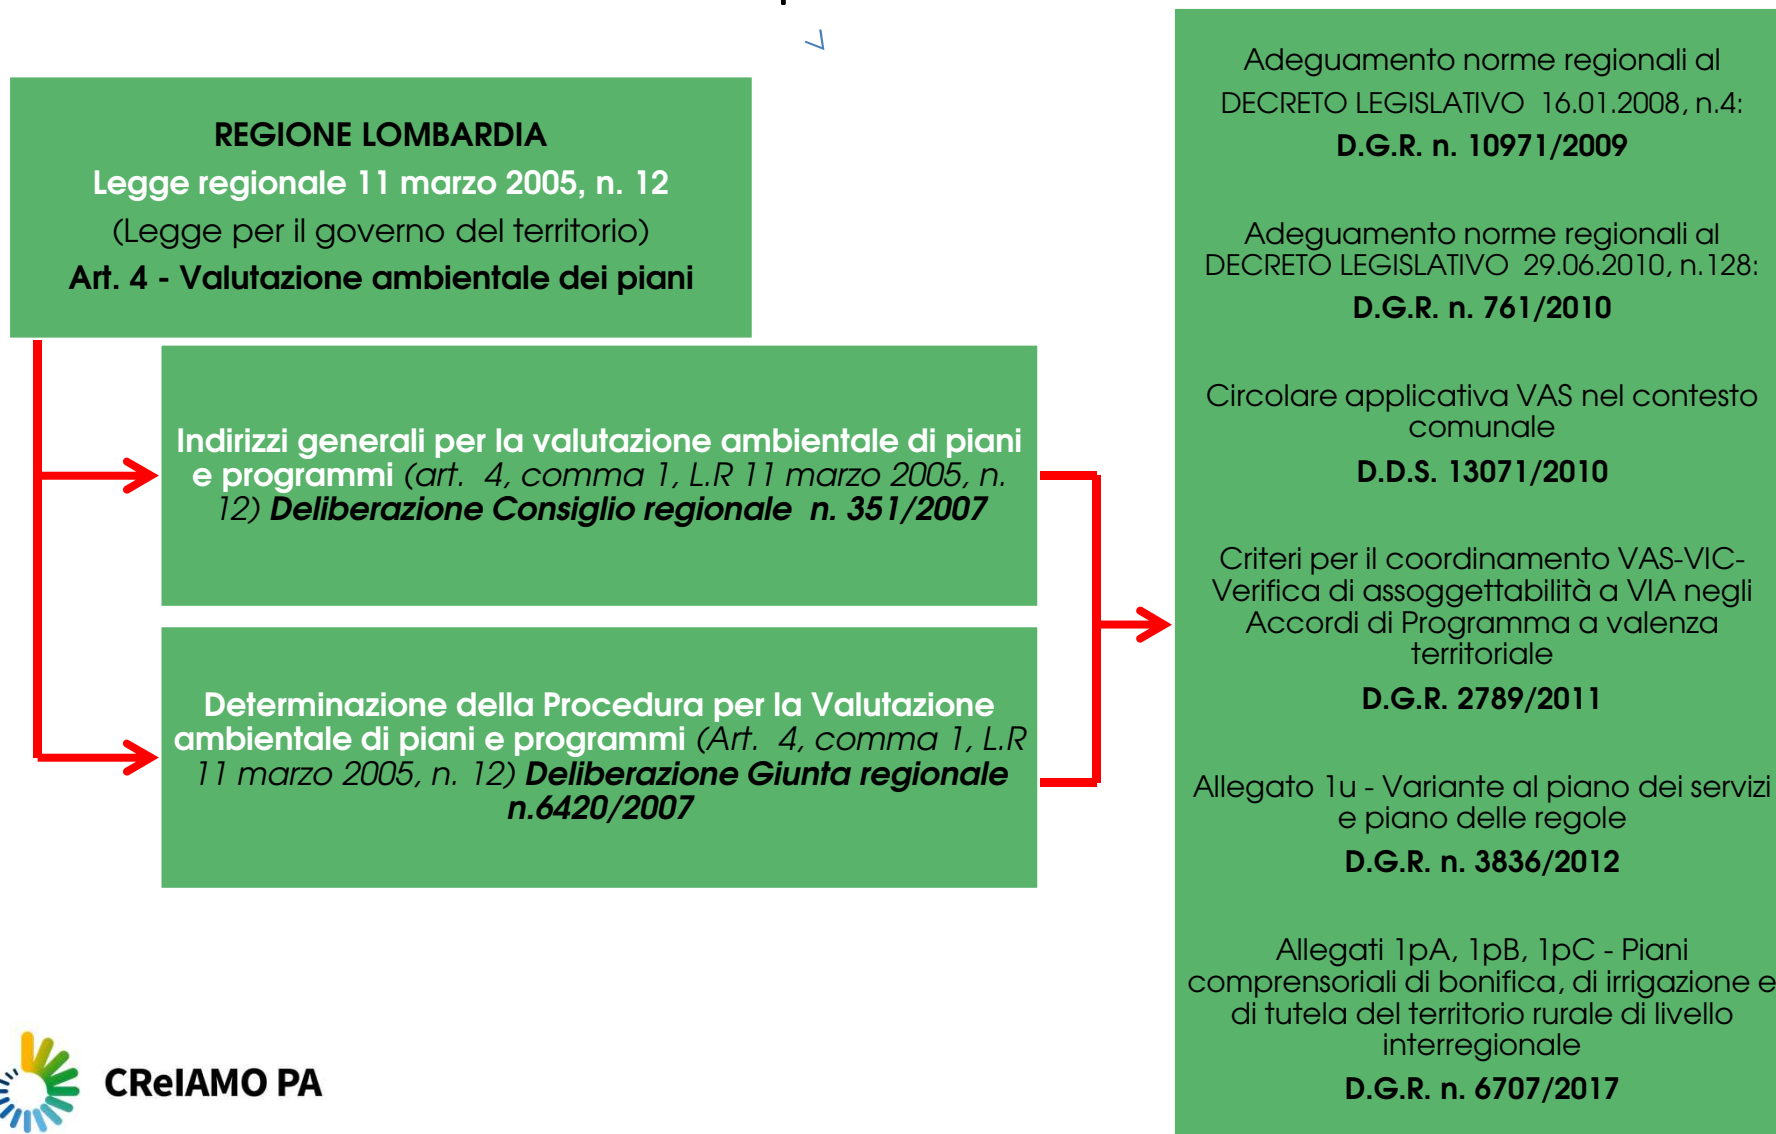 REGIONE LOMBARDIA
Legge regionale 11 marzo 2005, n. 12
(Legge per il governo del territorio)
Art. 4 - Valutazione ambientale dei piani
Indirizzi generali per la valutazione ambientale di piani
e programmi (art.  4, comma 1, L.R 11 marzo 2005, n.
12) Deliberazione Consiglio regionale  n. 351/2007
Determinazione della Procedura per la Valutazione
ambientale di piani e programmi (Art.  4, comma 1, L.R
11 marzo 2005, n. 12) Deliberazione Giunta regionale
n.6420/2007
Adeguamento norme regionali al
DECRETO LEGISLATIVO  16.01.2008, n.4:
D.G.R. n. 10971/2009
Adeguamento norme regionali al
DECRETO LEGISLATIVO  29.06.2010, n.128:
D.G.R. n. 761/2010
Circolare applicativa VAS nel contesto
comunale
D.D.S. 13071/2010
Criteri per il coordinamento VAS-VIC-
Verifica di assoggettabilità a VIA negli
Accordi di Programma a valenza
territoriale
D.G.R. 2789/2011
Allegato 1u - Variante al piano dei servizi
e piano delle regole
D.G.R. n. 3836/2012
Allegati 1pA, 1pB, 1pC - Piani
comprensoriali di bonifica, di irrigazione e
di tutela del territorio rurale di livello
interregionale
D.G.R. n. 6707/2017
CReIAMO PA